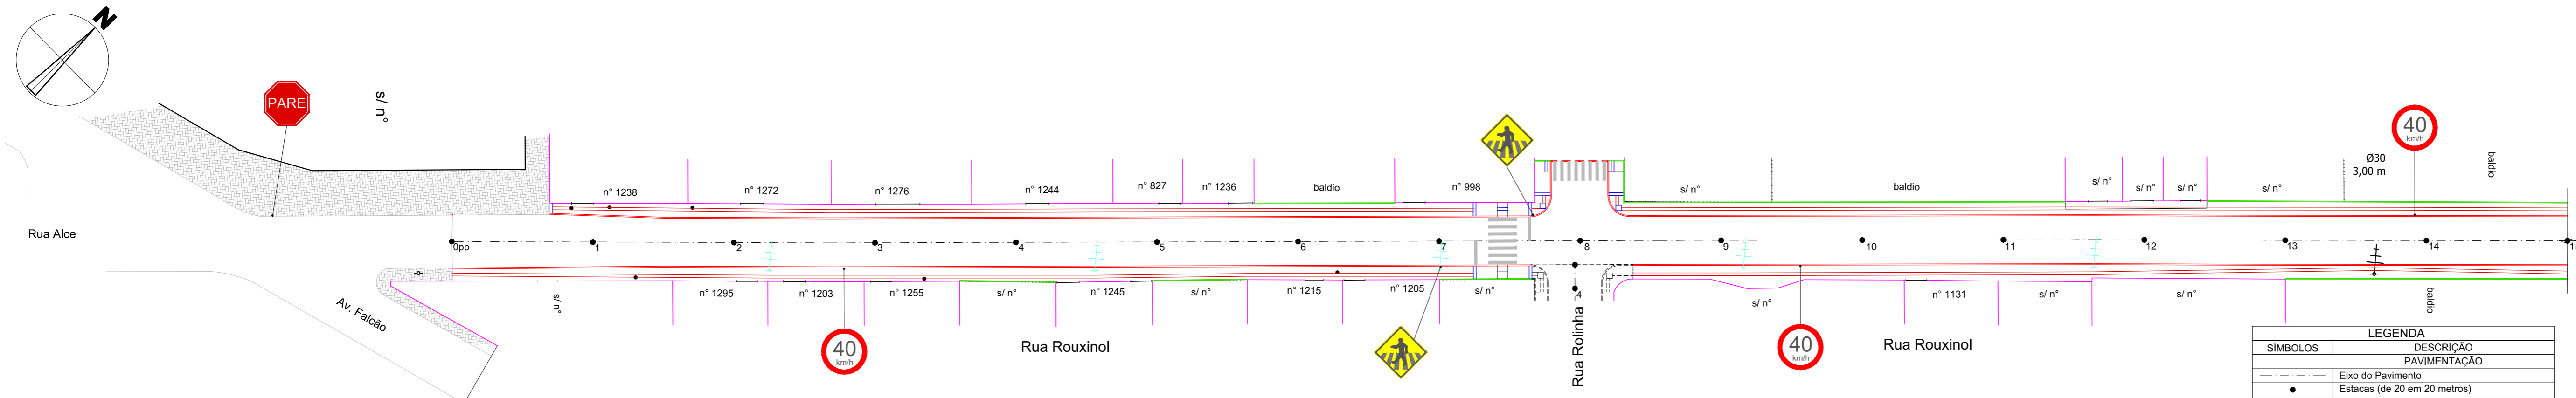 N
PARE
s/ n°
40
km/h
Ø30
3,00 m
baldio
n° 1238
n° 1272
n° 1276
n° 1244
n° 827
n° 1236
baldio
n° 998
s/ n°
baldio
s/ n°
s/ n°
s/ n°
s/ n°
Rua Alce
0pp
1
2
3
4
5
6
7
8
9
10
11
12
13
14
15
Av. Falcão
s/ n°
n° 1295
n° 1203
n° 1255
s/ n°
n° 1245
s/ n°
n° 1215
n° 1205
s/ n°
4
s/ n°
n° 1131
s/ n°
s/ n°
baldio
40
km/h
Rua Rouxinol
Rua Rolinha
40
km/h
Rua Rouxinol
LEGENDA
SÍMBOLOS DESCRIÇÃO
PAVIMENTAÇÃO
Eixo do Pavimento
Estacas (de 20 em 20 metros)